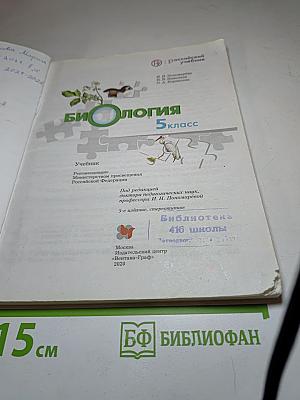 российский учебник
И. Н. Пономарёва
И. В. Николаев
О. А. Корнилова
БИОЛОГИЯ
5 класс
Учебник
Рекомендовано
Министерством просвещения
Российской Федерации
Под редакцией
доктора педагогических наук,
профессора И. Н. Пономарёвой
Москва
Издательский центр
«Вентана-Граф»
2020
Библиотека
416 школы
15 см
БФ БИБЛИОФАН